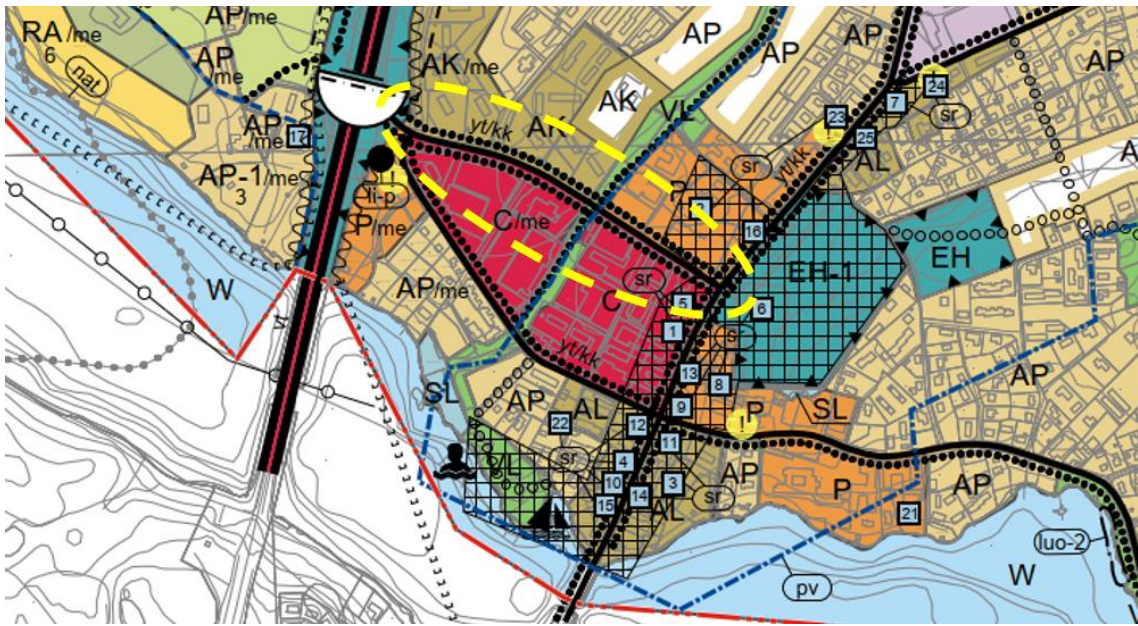 RA/me
6
nat
AP/me
AP
/me
AK/me
AP
AP
AP
AP
AK
AK
VL
yt/kk
24
7
sr
23
25
AL
17
AP
/me
AP-1/me
3
li-p
P/me
C/me
P
sr
yt/kk
16
EH-1
EH
W
AP/me
sr
C
5
6
1
yt/kk
13
8
SL
AP
AL
22
9
P
SL
AP
12
11
VL
sr
4
10
3
15
14
AL
sr
AP
P
AP
21
luo-2
pv
W